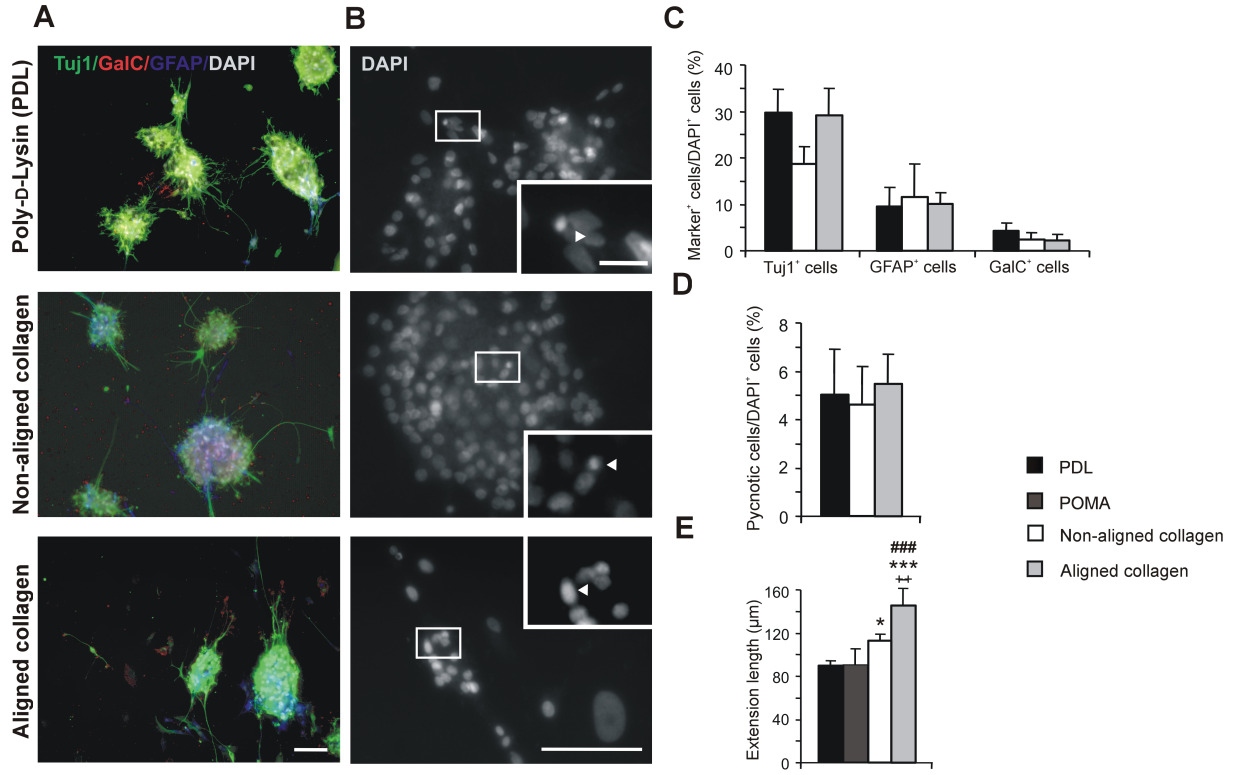 A
B
C
Poly-D-Lysin (PDL)
Tuj1/GalC/GFAP/DAPI
DAPI
Marker⁺ cells/DAPI⁺ cells (%)
40
30
20
10
0
Tuj1⁺ cells
GFAP⁺ cells
GalC⁺ cells
Non-aligned collagen
D
Pycnotic cells/DAPI⁺ cells (%)
8
6
4
2
0
PDL
POMA
Non-aligned collagen
Aligned collagen
Aligned collagen
E
Extension length (µm)
160
120
80
40
0
*
###
***
++